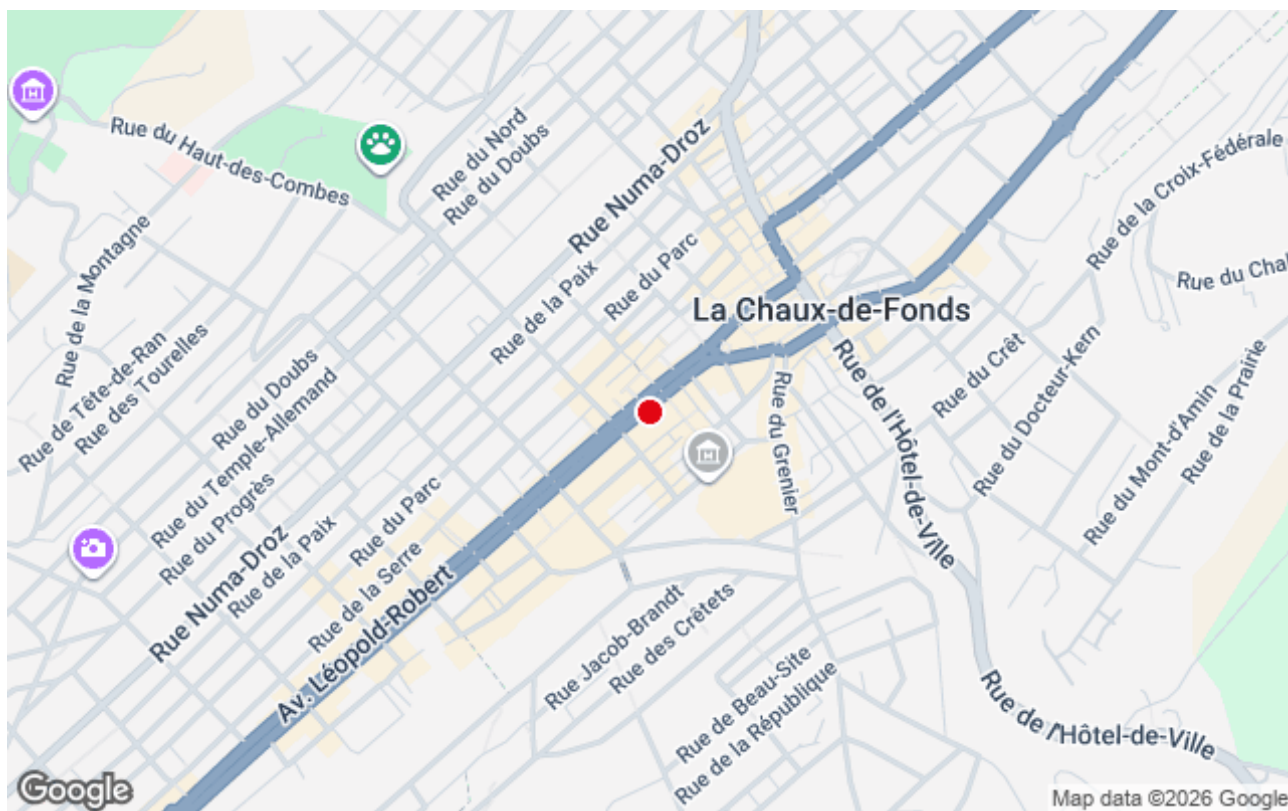 Rue du Haut-des-Combes
Rue du Nord
Rue du Doubs
Rue Numa-Droz
Rue de la Croix-Fédérale
Rue de la Montagne
Rue du Parc
Rue de la Paix
Rue du Chal
La Chaux-de-Fonds
Rue de Tête-de-Ran
Rue des Tourelles
Rue du Doubs
Rue du Temple-Allemand
Rue du Progrès
Rue du Crêt
Rue du Docteur-Kern
Rue de la Prairie
Rue du Mont-d'Amin
Rue du Grenier
Rue de l'Hôtel-de-Ville
Rue Numa-Droz
Rue de la Paix
Rue du Parc
Rue de la Serre
Av. Léopold-Robert
Rue Jacob-Brandt
Rue des Crêtets
Rue de Beau-Site
Rue de la République
Rue de l'Hôtel-de-Ville
Google
Map data ©2026 Google